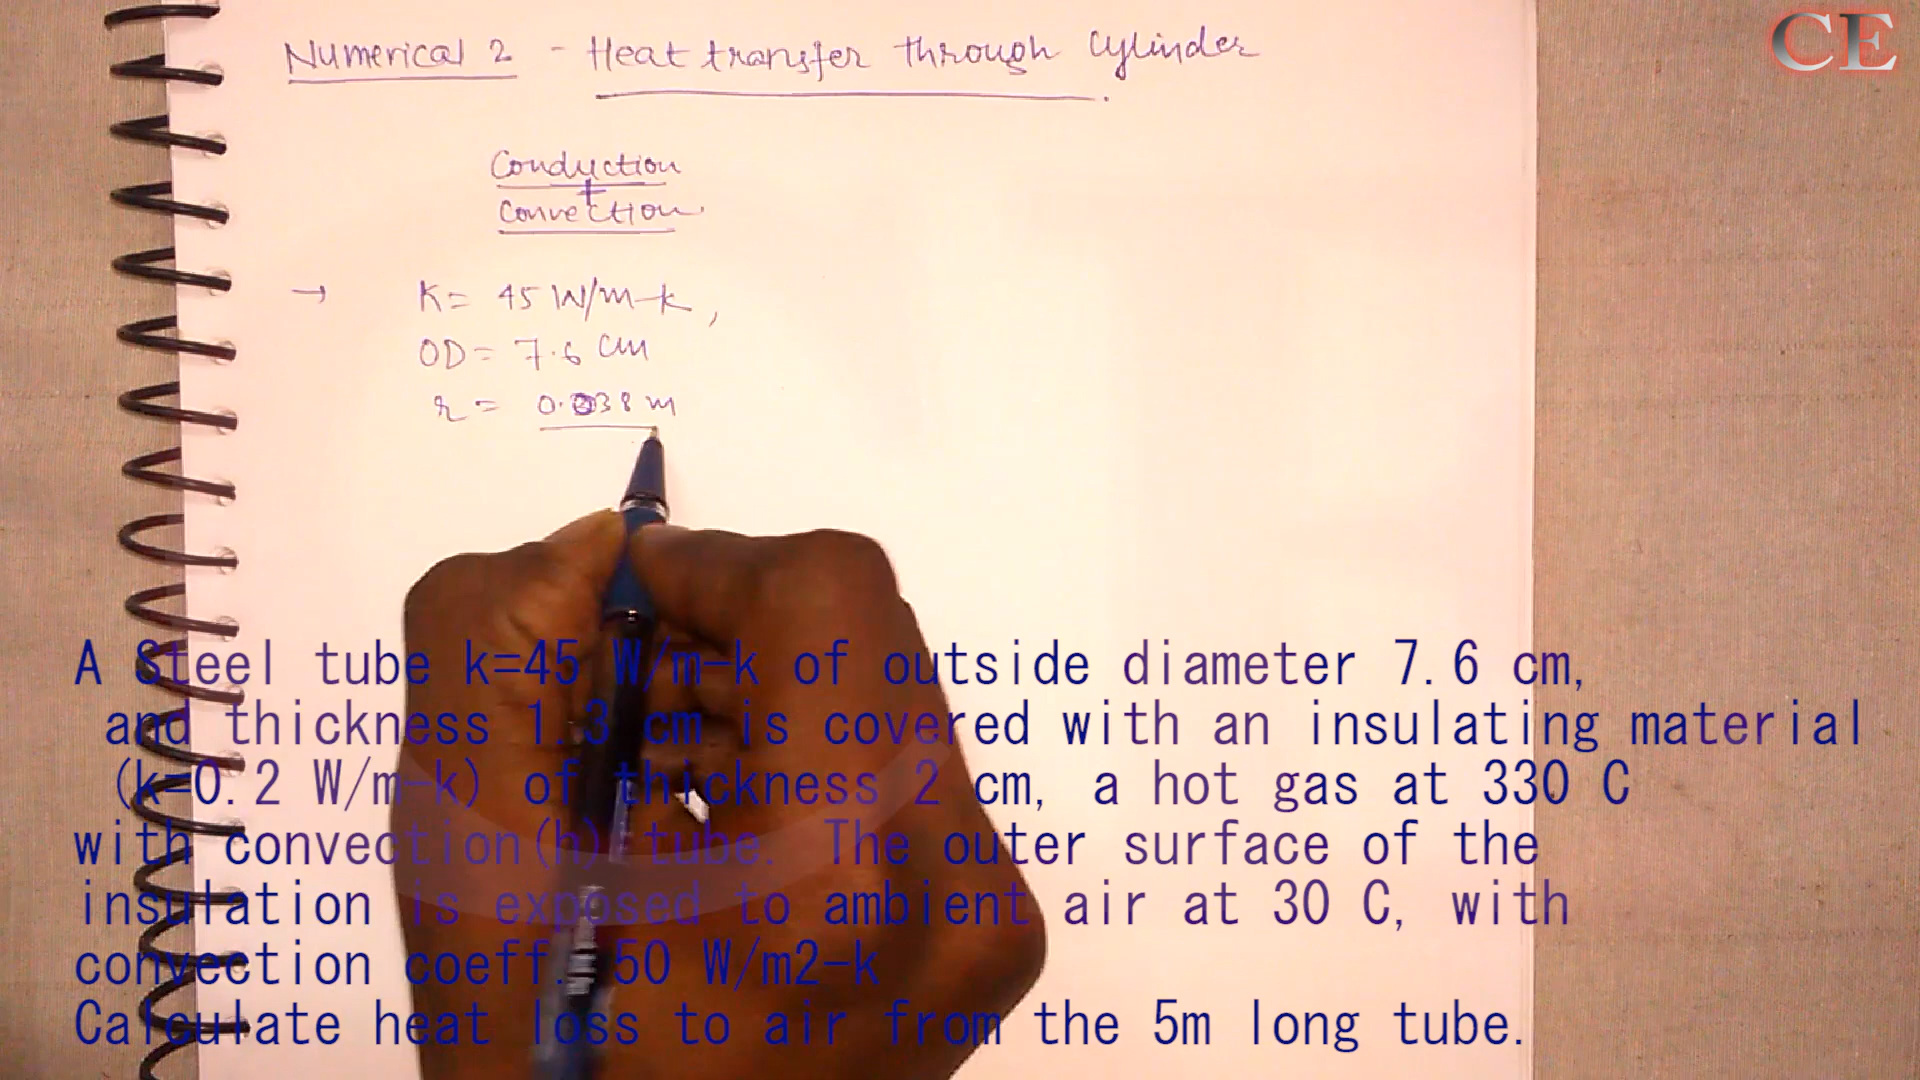 CE
Numerical 2 - Heat transfer through cylinder
Conduction
+
Convection
→ K= 45 W/m-k,
OD= 7.6 cm
r = 0.038 m
A Steel tube k=45 W/m-k of outside diameter 7.6 cm,
and thickness 1.3 cm is covered with an insulating material
(k=0.2 W/m-k) of thickness 2 cm, a hot gas at 330 C
with convection(h) tube. The outer surface of the
insulation is exposed to ambient air at 30 C, with
convection coeff. 50 W/m2-k
Calculate heat loss to air from the 5m long tube.